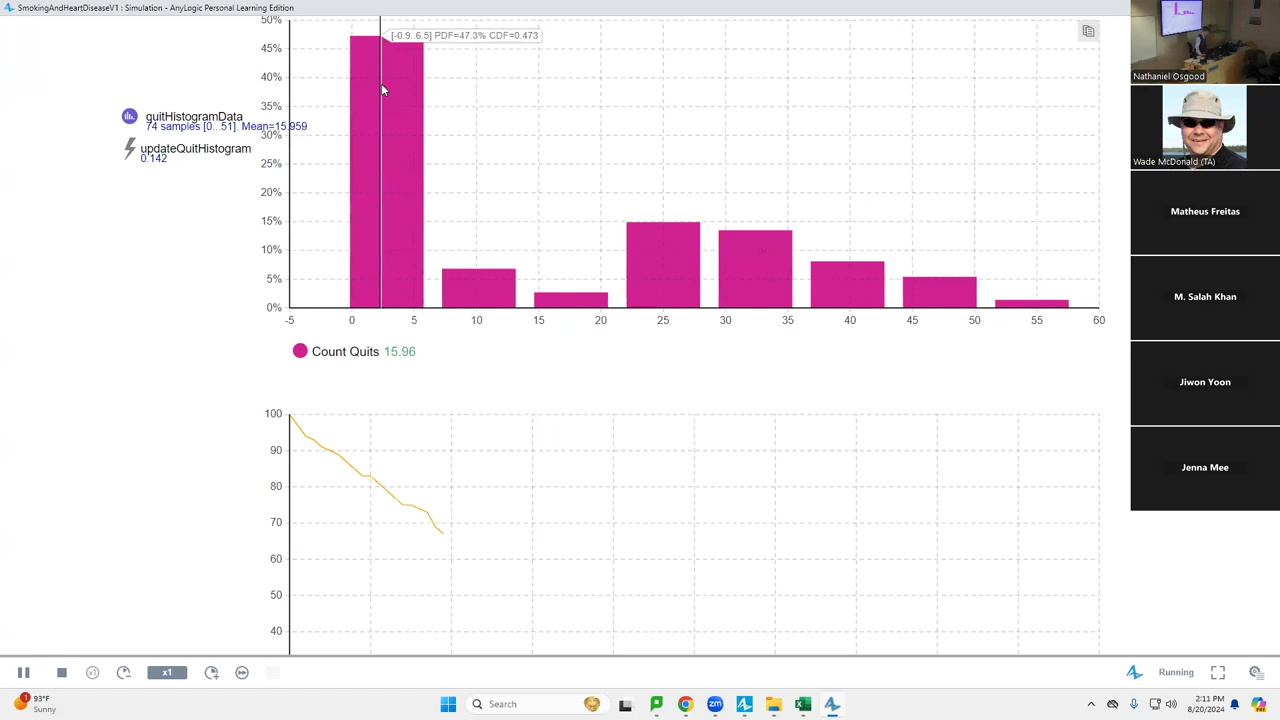 SmokingAndHeartDiseaseV1 : Simulation - AnyLogic Personal Learning Edition
50%
[-0.9..6.5] PDF=47.3% CDF=0.473
45%
40%
35%
30%
25%
20%
15%
10%
5%
0%
quitHistogramData
74 samples [0...51]. Mean=15.959
updateQuitHistogram
0.142
-5 0 5 10 15 20 25 30 35 40 45 50 55 60
Count Quits 15.96
100
90
80
70
60
50
40
Nathaniel Osgood
Wade McDonald (TA)
Matheus Freitas
M. Salah Khan
Jiwon Yoon
Jenna Mee
x1
x1
Running
1
93°F
Sunny
Search
zm
2:11 PM
8/20/2024